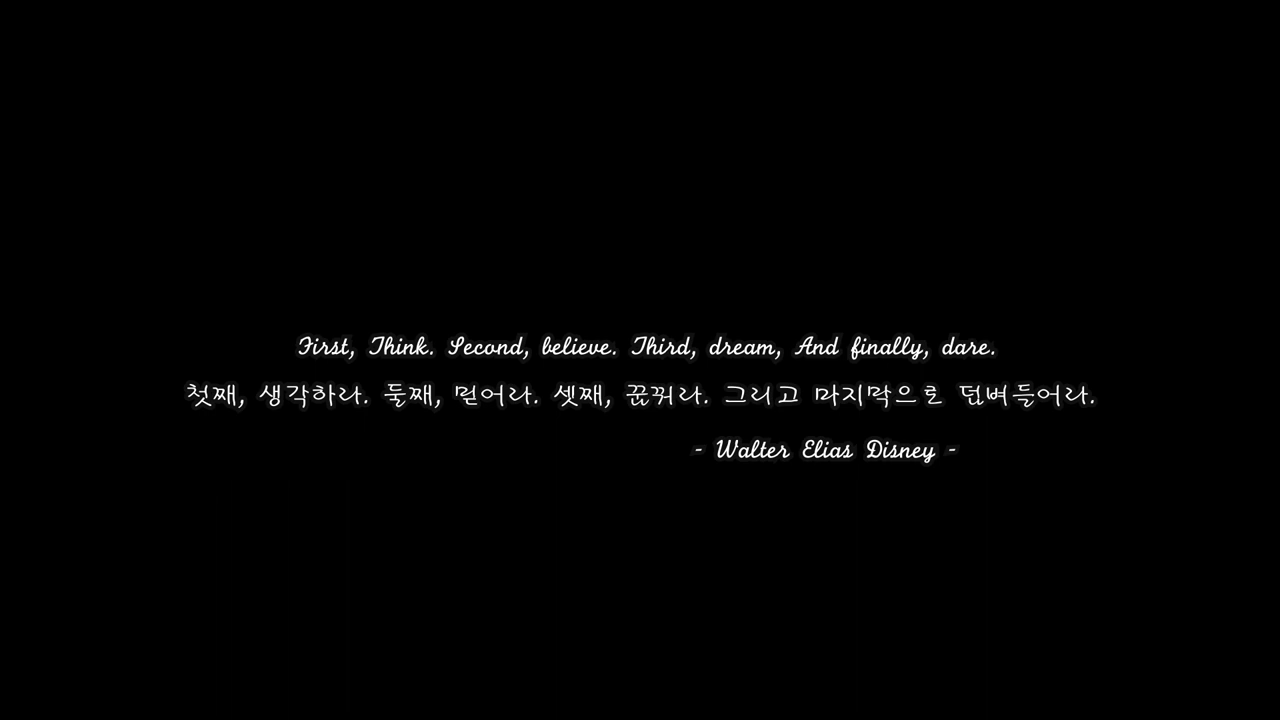 First, Think. Second, believe. Third, dream, And finally, dare.
첫째, 생각하라. 둘째, 믿어라. 셋째, 꿈꿔라. 그리고 마지막으로 덤벼들어라.
- Walter Elias Disney -